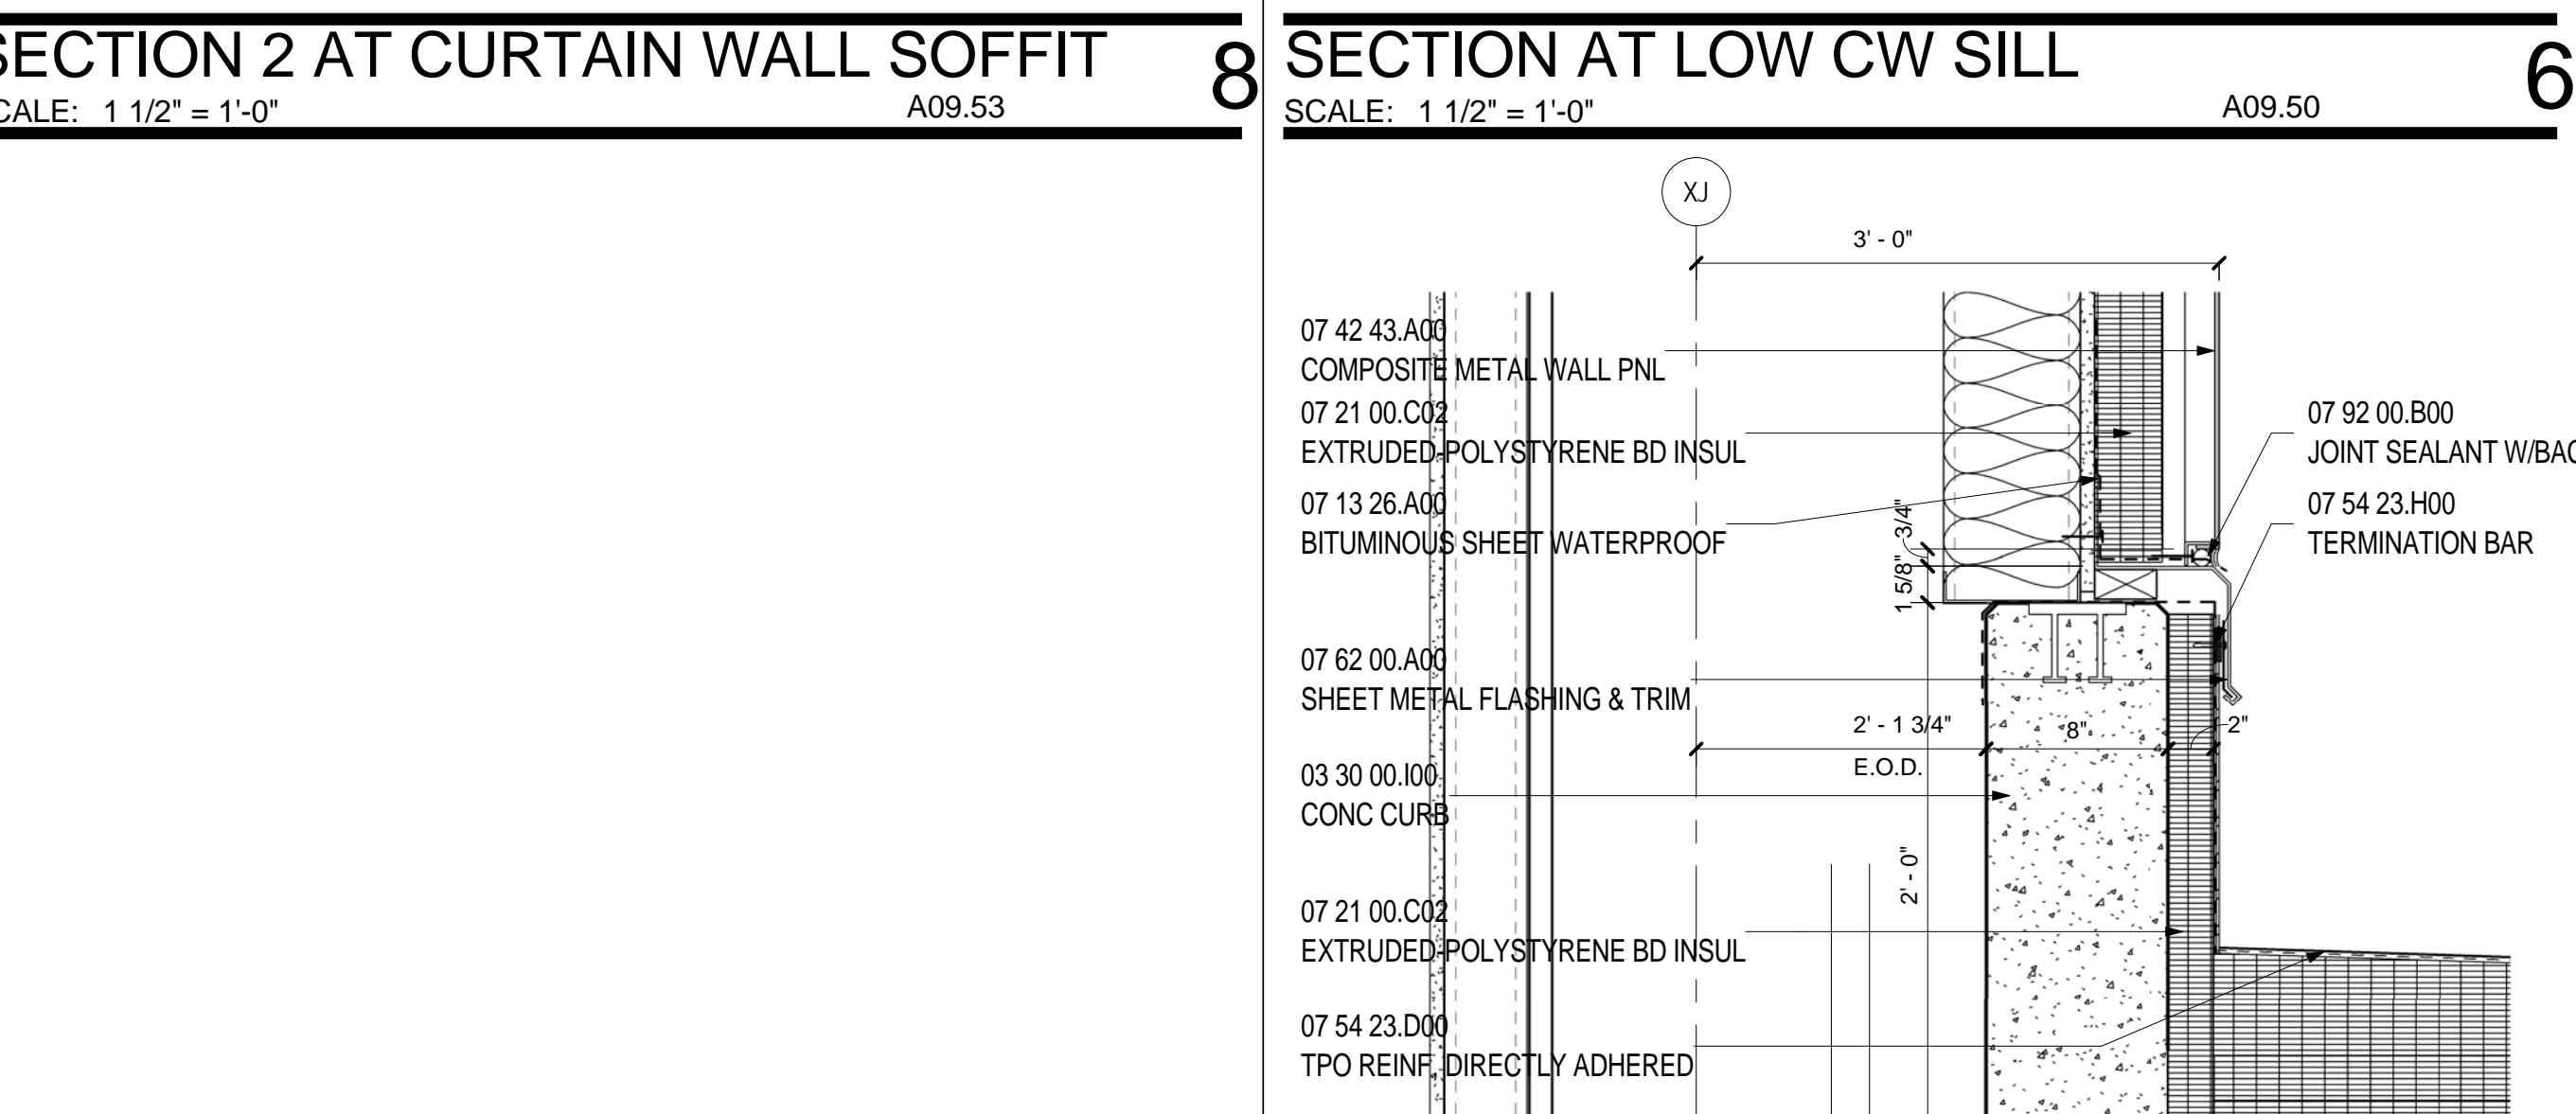 SECTION 2 AT CURTAIN WALL SOFFIT
8
SCALE: 1 1/2" = 1'-0"
A09.53
SECTION AT LOW CW SILL
6
SCALE: 1 1/2" = 1'-0"
A09.50
XJ
3' - 0"
07 42 43.A00
COMPOSITE METAL WALL PNL
07 21 00.C02
EXTRUDED-POLYSTYRENE BD INSUL
07 13 26.A00
BITUMINOUS SHEET WATERPROOF
07 92 00.B00
JOINT SEALANT W/BAC
07 54 23.H00
TERMINATION BAR
3/4"
1 5/8"
07 62 00.A00
SHEET METAL FLASHING & TRIM
2' - 1 3/4"
8"
2"
E.O.D.
03 30 00.I00
CONC CURB
2' - 0"
07 21 00.C02
EXTRUDED-POLYSTYRENE BD INSUL
07 54 23.D00
TPO REINF, DIRECTLY ADHERED